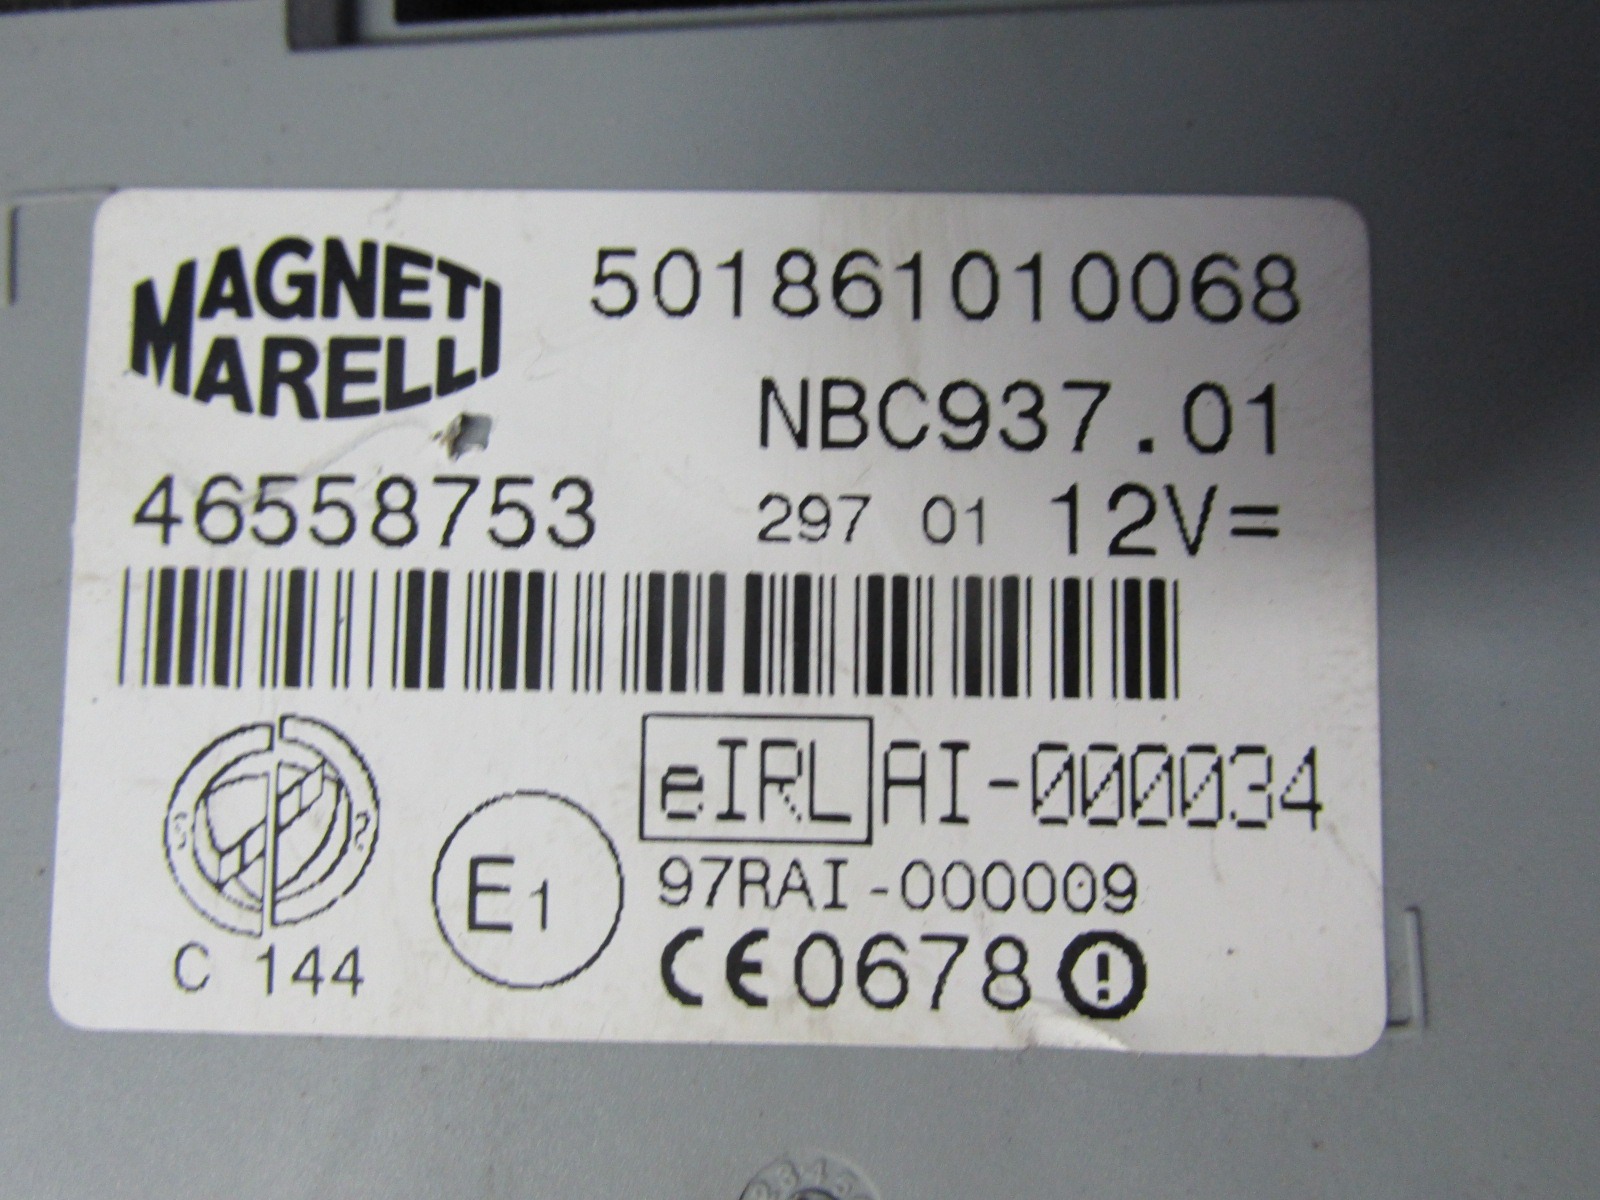 MAGNETI
MARELLI
501861010068
NBC937.01
46558753 297 01 12V=
eIRL AI-000034
E1
97RAI-000009
C 144
CE0678